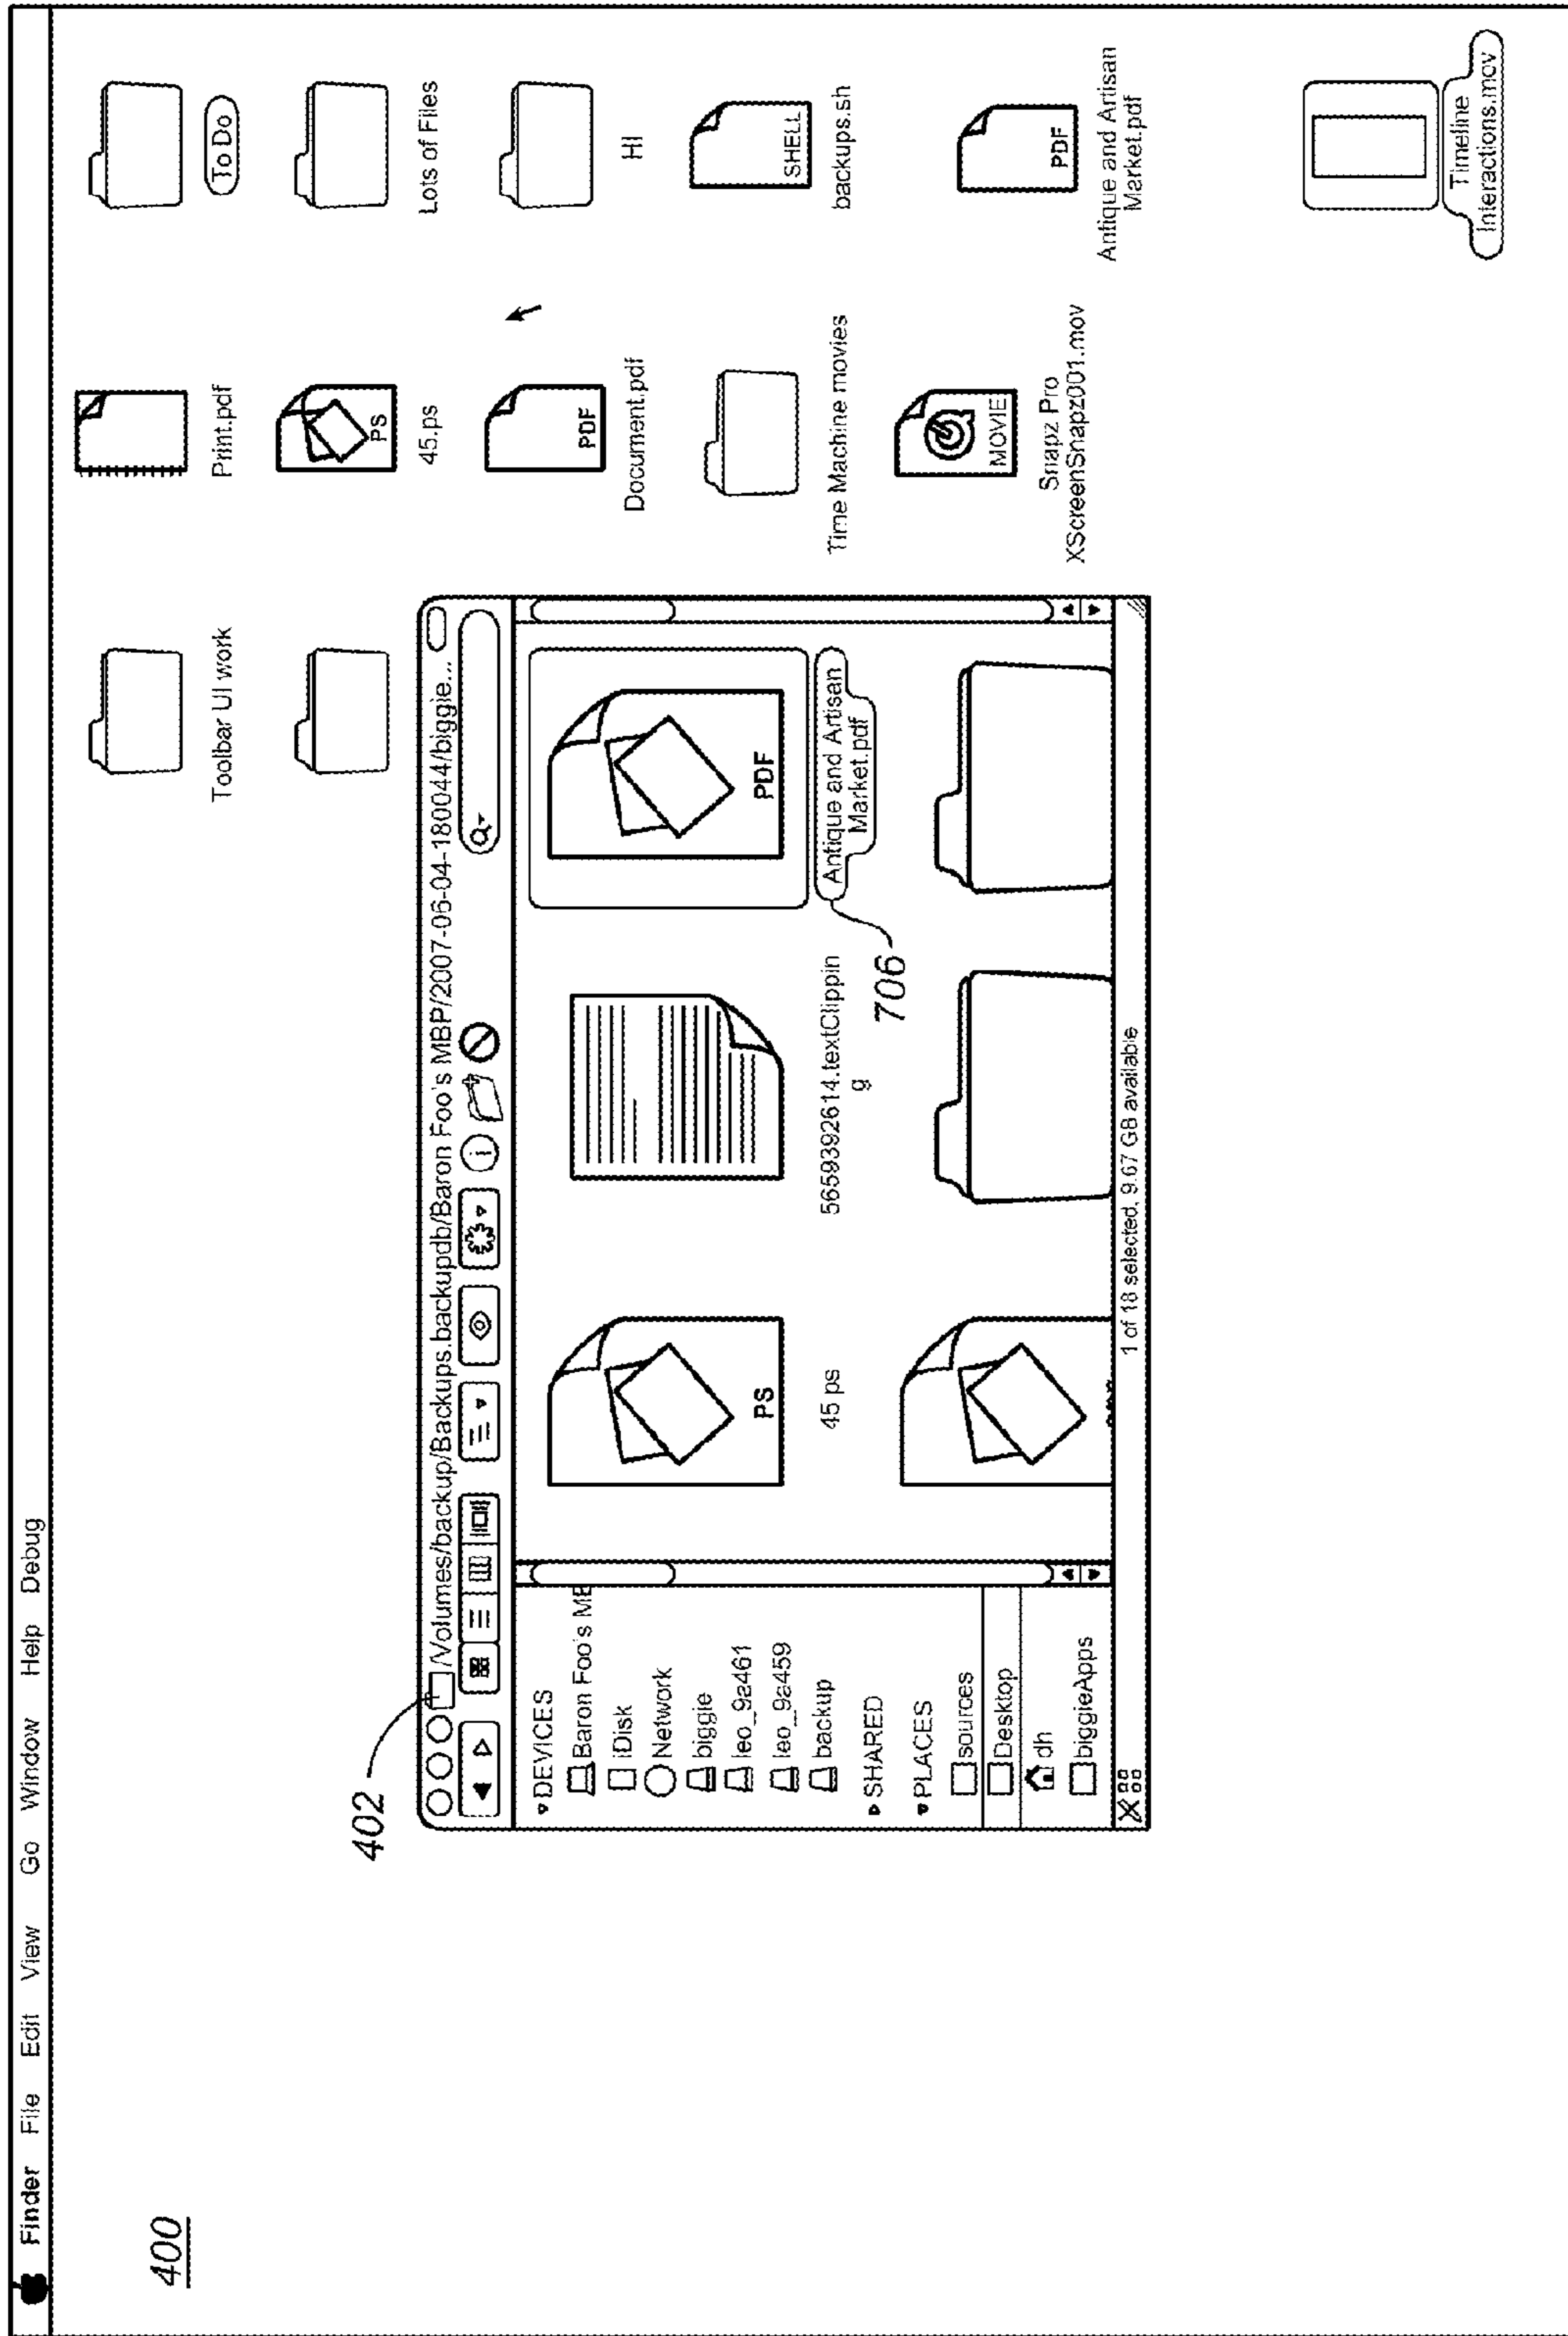 Finder File Edit View Go Window Help Debug
400
Toolbar UI work
Print.pdf
To Do
45.ps
Lots of Files
PS
Document.pdf
PDF
HI
Time Machine movies
backups.sh
SHELL
Snapz Pro
XScreenSnapz001.mov
MOVIE
Antique and Artisan
Market.pdf
PDF
Timeline
Interactions.mov
402
/Volumes/backup/Backups.backupdb/Baron Foo's MBP/2007-06-04-180044/biggie...
i
DEVICES
Baron Foo's MB
iDisk
Network
biggie
leo_9a461
leo_9a459
backup
SHARED
PLACES
sources
Desktop
dh
biggieApps
PS
45 ps
5659392614.textClippin
g
PDF
Antique and Artisan
Market.pdf
706
1 of 18 selected, 9.67 GB available